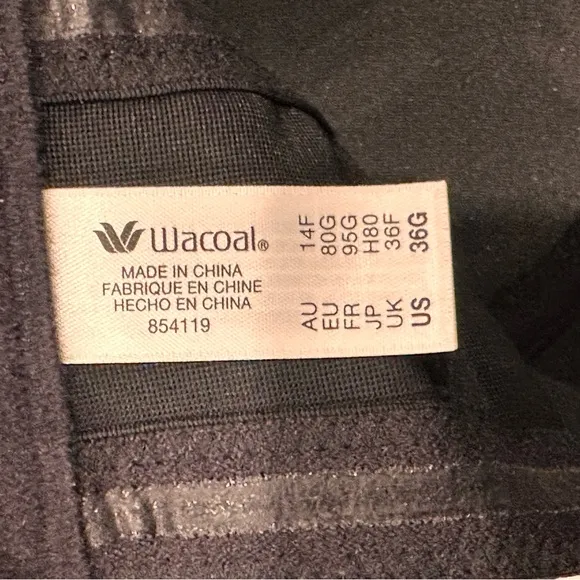 Wacoal®
MADE IN CHINA
FABRIQUE EN CHINE
HECHO EN CHINA
854119
AU 14F
EU 80G
FR 95G
JP H80
UK 36F
US 36G